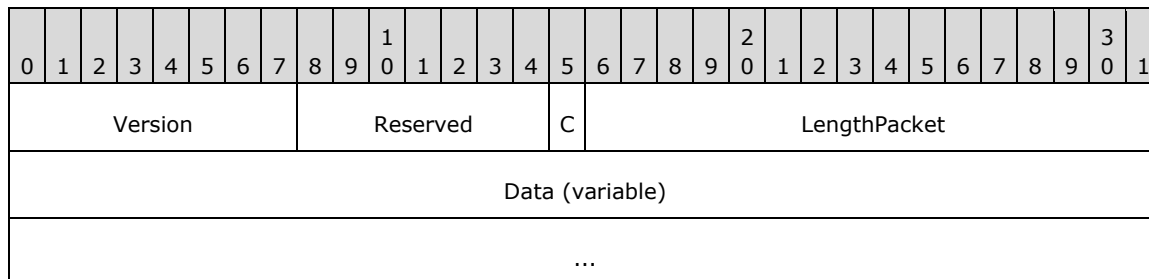 1 2 3
0 1 2 3 4 5 6 7 8 9 0 1 2 3 4 5 6 7 8 9 0 1 2 3 4 5 6 7 8 9 0 1
Version Reserved C LengthPacket
Data (variable)
...